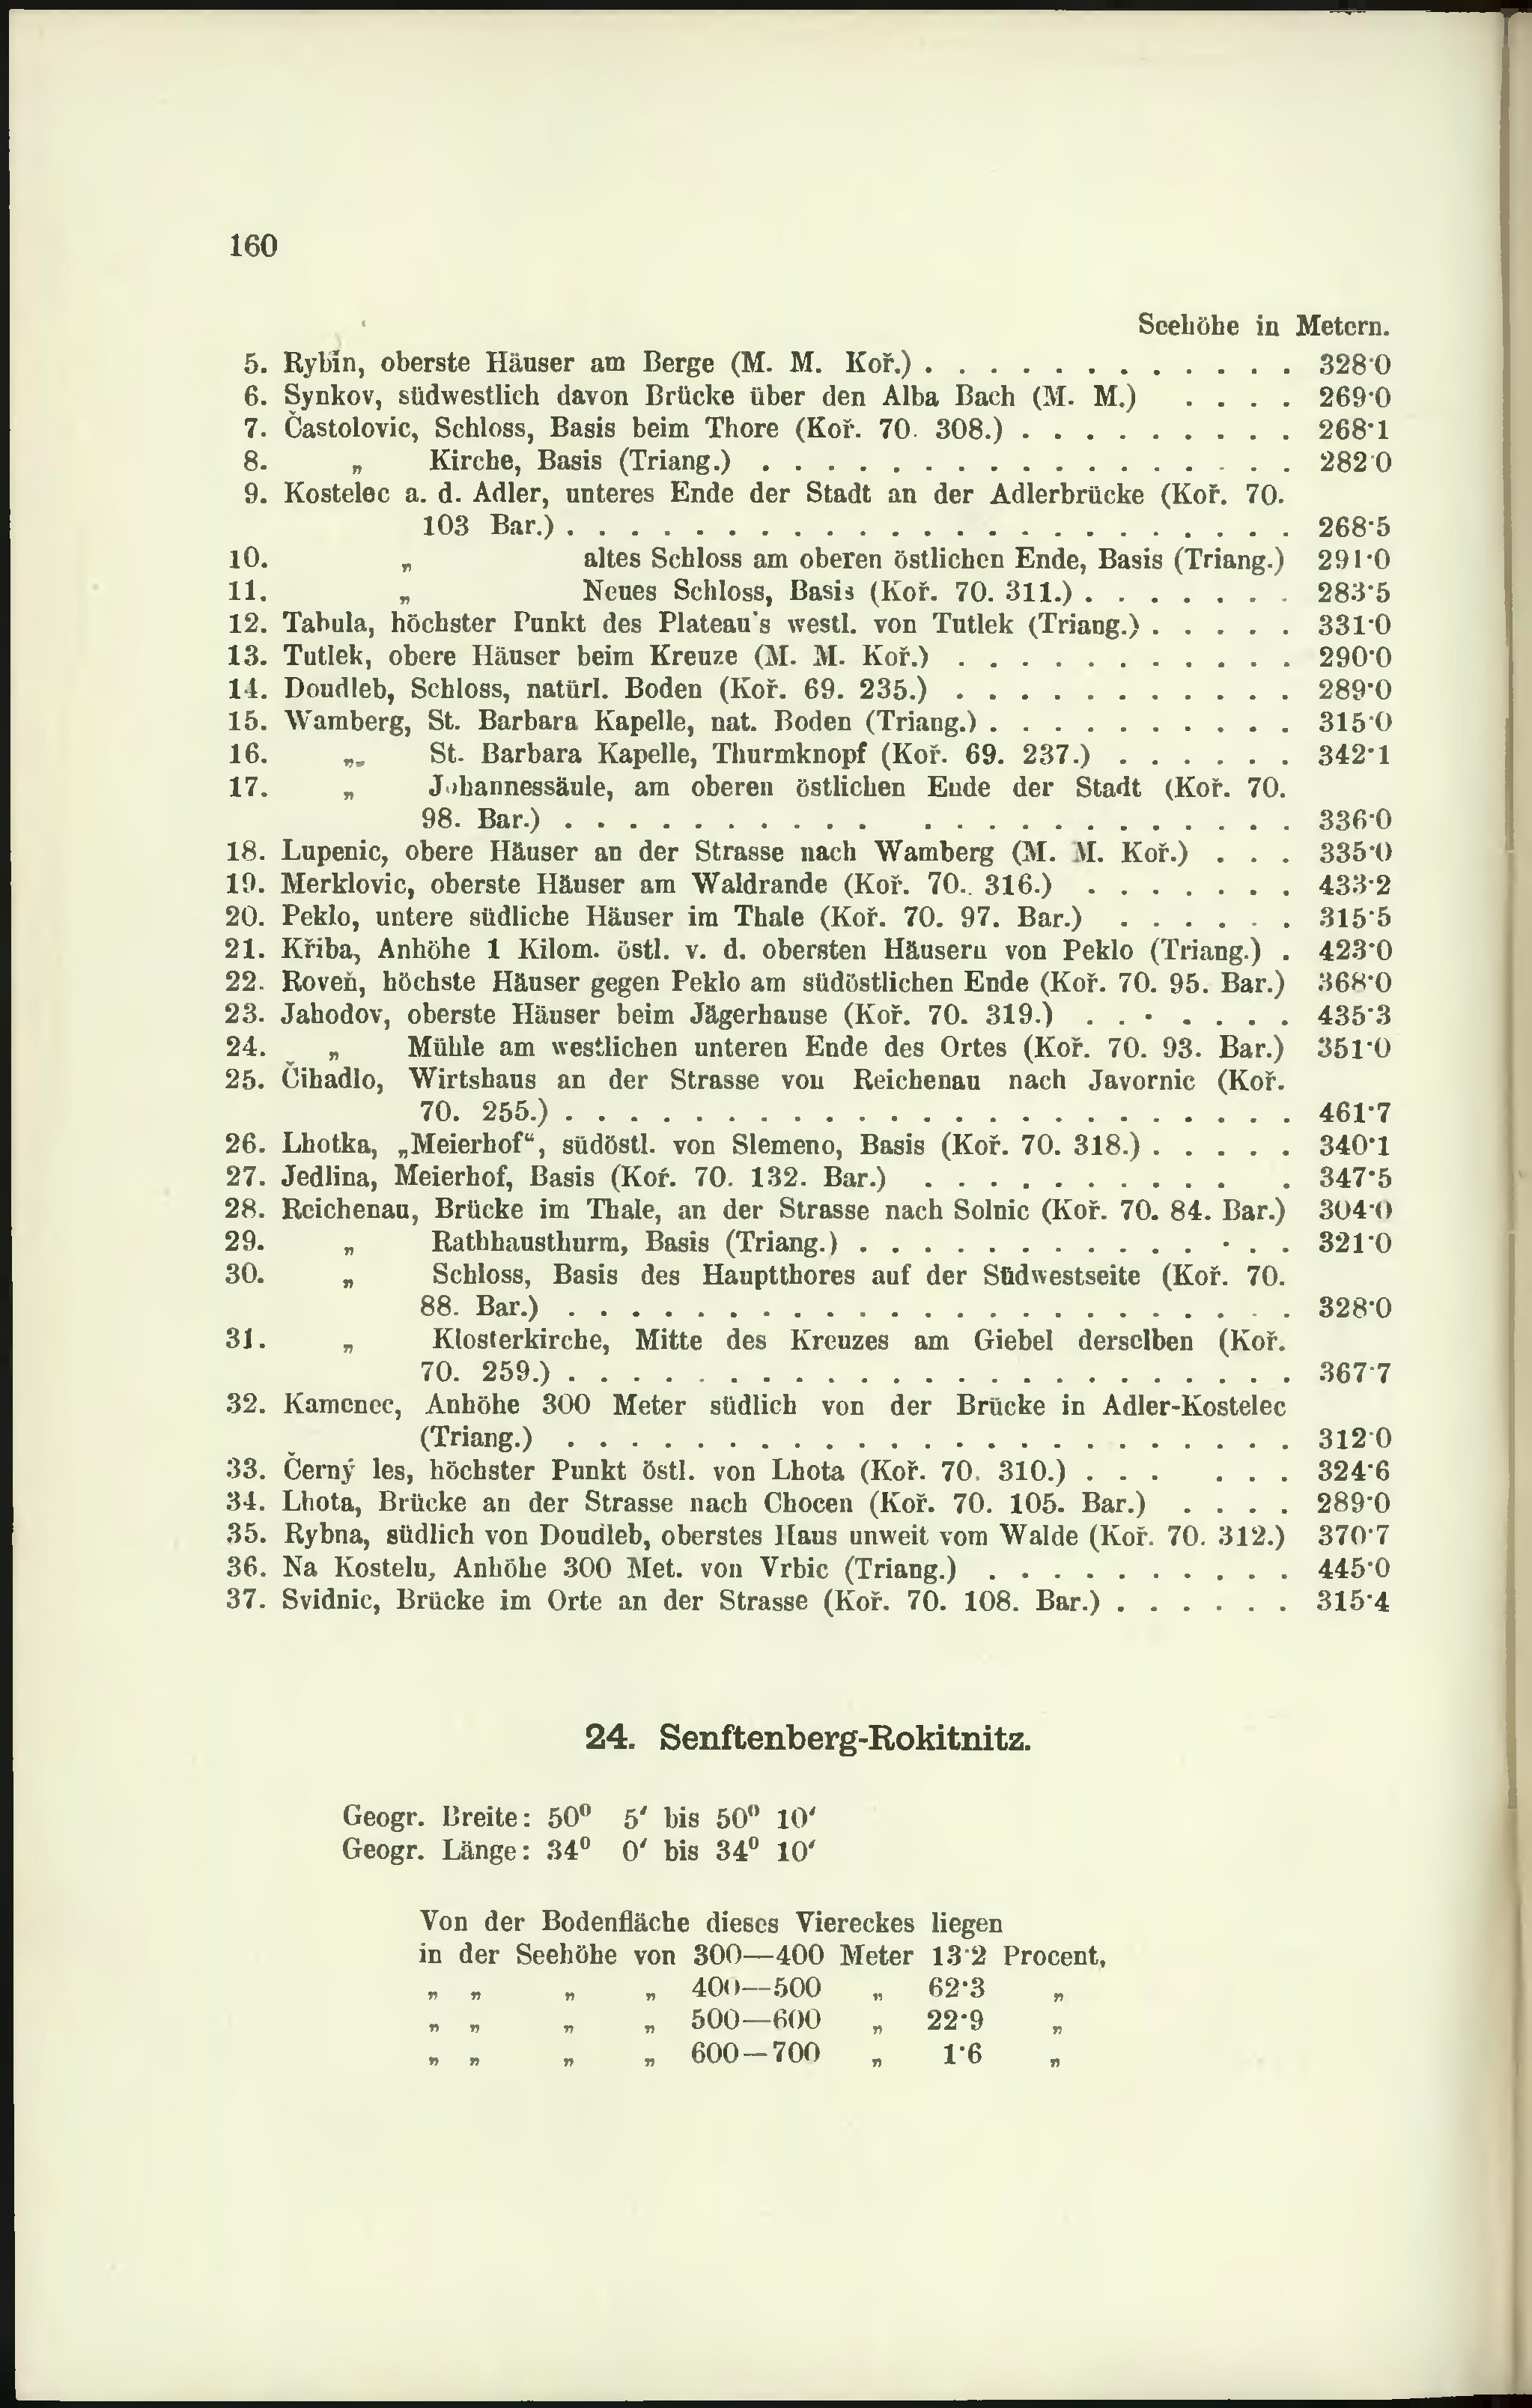 160
Seehöhe in Metern.
5. Rybín, oberste Häuser am Berge (M. M. Koř.) . . . . . . . . . . . . 328·0
6. Synkov, südwestlich davon Brücke über den Alba Bach (M. M.) . . . . 269·0
7. Častolovic, Schloss, Basis beim Thore (Koř. 70. 308.) . . . . . . . . . 268·1
8. „ Kirche, Basis (Triang.) . . . . . . . . . . . . . . . . . 282·0
9. Kostelec a. d. Adler, unteres Ende der Stadt an der Adlerbrücke (Koř. 70.
103 Bar.) . . . . . . . . . . . . . . . . . . . . . . . 268·5
10. „ altes Schloss am oberen östlichen Ende, Basis (Triang.) 291·0
11. „ Neues Schloss, Basis (Koř. 70. 311.) . . . . . . . 283·5
12. Tabula, höchster Punkt des Plateau's westl. von Tutlek (Triang.) . . . . . 331·0
13. Tutlek, obere Häuser beim Kreuze (M. M. Koř.) . . . . . . . . . . . 290·0
14. Doudleb, Schloss, natürl. Boden (Koř. 69. 235.) . . . . . . . . . . . 289·0
15. Wamberg, St. Barbara Kapelle, nat. Boden (Triang.) . . . . . . . . . . 315·0
16. „ St. Barbara Kapelle, Thurmknopf (Koř. 69. 237.) . . . . . . 342·1
17. „ Johannessäule, am oberen östlichen Ende der Stadt (Koř. 70.
98. Bar.) . . . . . . . . . . . . . . . . . . . . . . 336·0
18. Lupenic, obere Häuser an der Strasse nach Wamberg (M. M. Koř.) . . . 335·0
19. Merklovic, oberste Häuser am Waldrande (Koř. 70. 316.) . . . . . . . 433·2
20. Peklo, untere südliche Häuser im Thale (Koř. 70. 97. Bar.) . . . . . . 315·5
21. Křiba, Anhöhe 1 Kilom. östl. v. d. obersten Häusern von Peklo (Triang.) . 423·0
22. Roveň, höchste Häuser gegen Peklo am südöstlichen Ende (Koř. 70. 95. Bar.) 368·0
23. Jahodov, oberste Häuser beim Jägerhause (Koř. 70. 319.) . . . . . . . 435·3
24. „ Mühle am westlichen unteren Ende des Ortes (Koř. 70. 93. Bar.) 351·0
25. Čihadlo, Wirtshaus an der Strasse von Reichenau nach Javornic (Koř.
70. 255.) . . . . . . . . . . . . . . . . . . . . . . . 461·7
26. Lhotka, „Meierhof“, südöstl. von Slemeno, Basis (Koř. 70. 318.) . . . . . 340·1
27. Jedlina, Meierhof, Basis (Koř. 70. 132. Bar.) . . . . . . . . . . . 347·5
28. Reichenau, Brücke im Thale, an der Strasse nach Solnic (Koř. 70. 84. Bar.) 304·0
29. „ Rathhausthurm, Basis (Triang.) . . . . . . . . . . . . . . 321·0
30. „ Schloss, Basis des Hauptthores auf der Südwestseite (Koř. 70.
88. Bar.) . . . . . . . . . . . . . . . . . . . . . . . 328·0
31. „ Klosterkirche, Mitte des Kreuzes am Giebel derselben (Koř.
70. 259.) . . . . . . . . . . . . . . . . . . . . . . . 367·7
32. Kamenec, Anhöhe 300 Meter südlich von der Brücke in Adler-Kostelec
(Triang.) . . . . . . . . . . . . . . . . . . . . . . . 312·0
33. Černý les, höchster Punkt östl. von Lhota (Koř. 70. 310.) . . . . . . 324·6
34. Lhota, Brücke an der Strasse nach Chocen (Koř. 70. 105. Bar.) . . . . 289·0
35. Rybna, südlich von Doudleb, oberstes Haus unweit vom Walde (Koř. 70. 312.) 370·7
36. Na Kostelu, Anhöhe 300 Met. von Vrbic (Triang.) . . . . . . . . . . 445·0
37. Svidnic, Brücke im Orte an der Strasse (Koř. 70. 108. Bar.) . . . . . . 315·4
24. Senftenberg-Rokitnitz.
Geogr. Breite: 50⁰ 5′ bis 50⁰ 10′
Geogr. Länge: 34⁰ 0′ bis 34⁰ 10′
Von der Bodenfläche dieses Viereckes liegen
in der Seehöhe von 300—400 Meter 13·2 Procent,
„ „ „ „ 400—500 „ 62·3 „
„ „ „ „ 500—600 „ 22·9 „
„ „ „ „ 600—700 „ 1·6 „